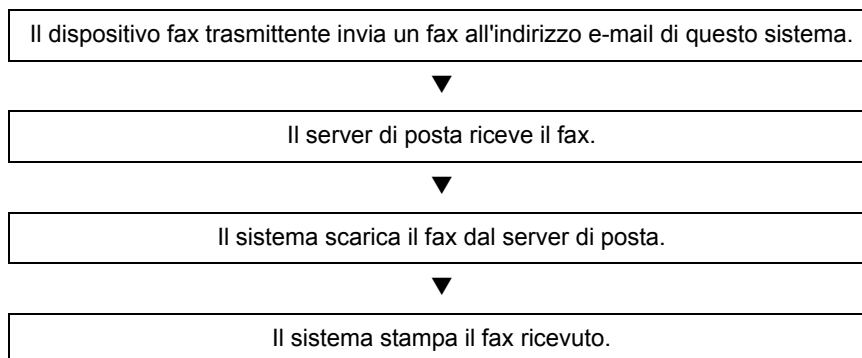 Il dispositivo fax trasmittente invia un fax all'indirizzo e-mail di questo sistema.
▼
Il server di posta riceve il fax.
▼
Il sistema scarica il fax dal server di posta.
▼
Il sistema stampa il fax ricevuto.